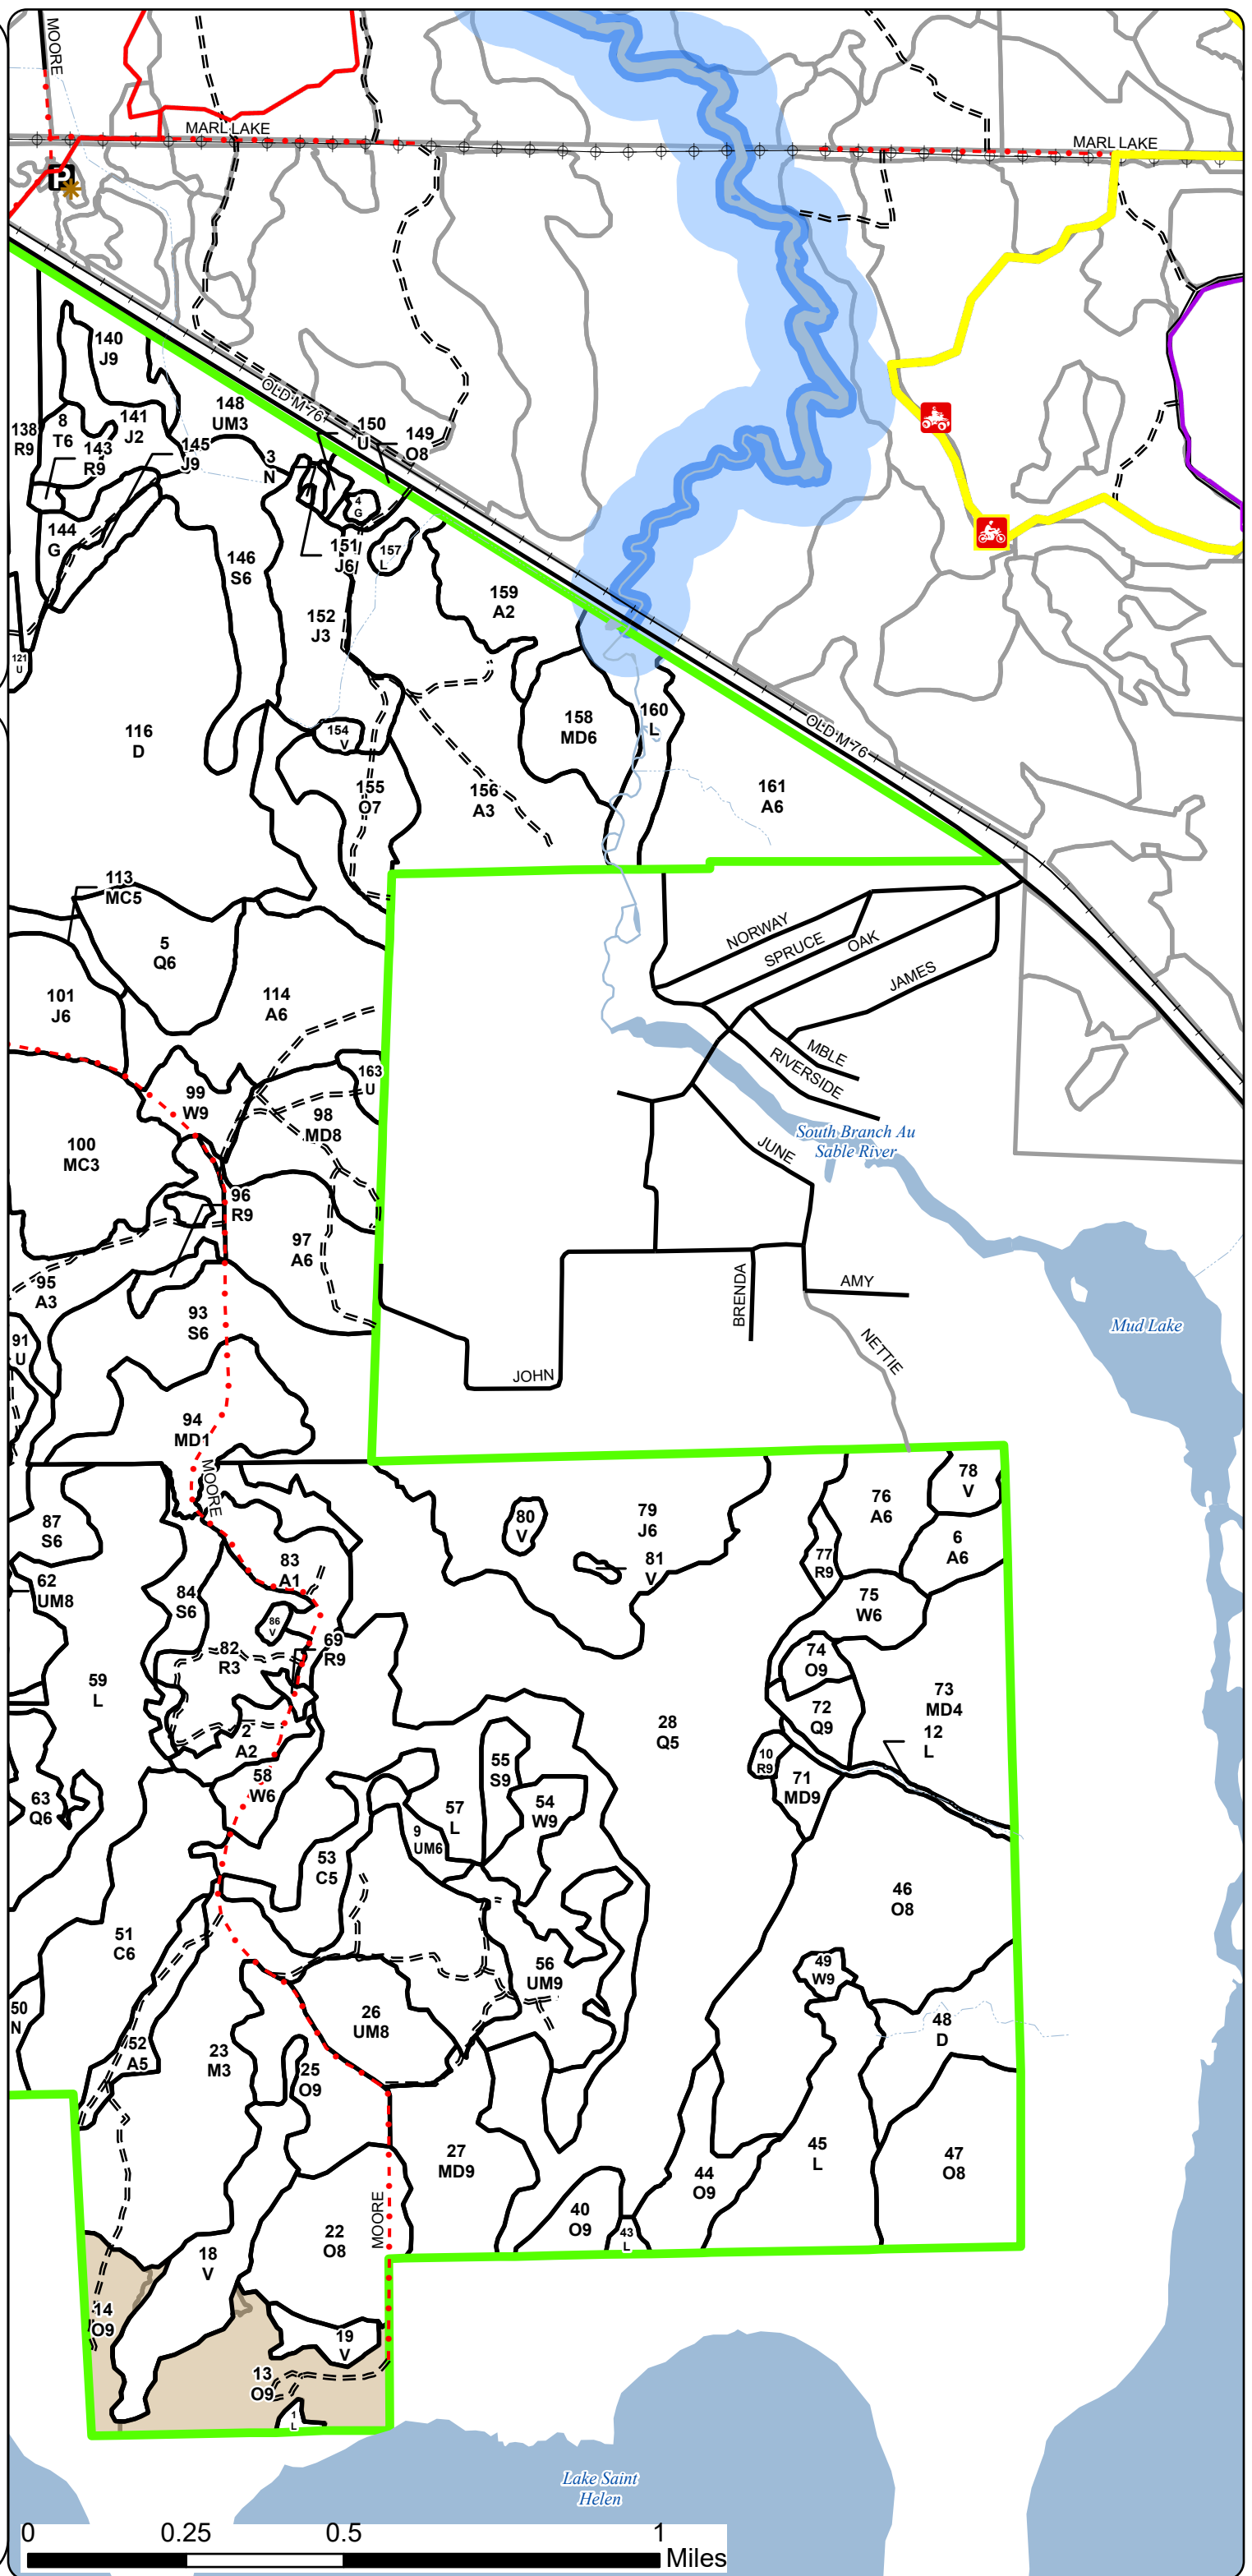 MOORE
MARL LAKE
MARL LAKE
P
140
J9
OLD M-76
148
UM3
138
R9
8
T6
141
J2
143
R9
145
J9
150
U
149
O8
3
N
4
G
144
G
151
J6
157
L
146
S6
159
A2
152
J3
121
U
116
D
154
V
158
MD6
160
L
OLD M-76
155
O7
156
A3
161
A6
113
MC5
5
Q6
NORWAY
SPRUCE
OAK
JAMES
101
J6
114
A6
MBLE
RIVERSIDE
163
U
99
W9
98
MD8
100
MC3
JUNE
South Branch Au
Sable River
96
R9
97
A6
95
A3
93
S6
91
U
BRENDA
AMY
NETTIE
Mud Lake
JOHN
94
MD1
MOORE
78
V
76
A6
79
J6
80
V
81
V
87
S6
6
A6
77
R9
83
A1
62
UM8
84
S6
75
W6
86
V
82
R3
69
R9
74
O9
59
L
73
MD4
72
Q9
28
Q5
12
L
2
A2
10
R9
55
S9
58
W6
71
MD9
63
Q6
54
W9
57
L
9
UM6
53
C5
46
O8
51
C6
56
UM9
49
W9
50
N
26
UM8
48
D
52
A5
23
M3
25
O9
27
MD9
45
L
47
O8
44
O9
40
O9
43
L
MOORE
22
O8
18
V
14
O9
19
V
13
O9
1
L
Lake Saint
Helen
0 0.25 0.5 1
Miles